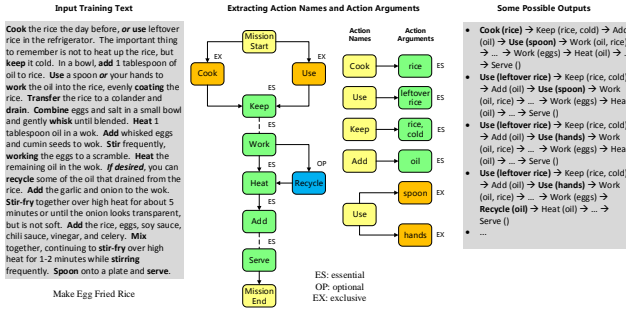 Input Training Text
Cook the rice the day before, or use leftover
rice in the refrigerator. The important thing
to remember is not to heat up the rice, but
keep it cold. In a bowl, add 1 tablespoon of
oil to rice. Use a spoon or your hands to
work the oil into the rice, evenly coating the
rice. Transfer the rice to a colander and
drain. Combine eggs and salt in a small bowl
and gently whisk until blended. Heat 1
tablespoon oil in a wok. Add whisked eggs
and cumin seeds to wok. Stir frequently,
working the eggs to a scramble. Heat the
remaining oil in the wok. If desired, you can
recycle some of the oil that drained from the
rice. Add the garlic and onion to the wok.
Stir-fry together over high heat for about 5
minutes or until the onion looks transparent,
but is not soft. Add the rice, eggs, soy sauce,
chili sauce, vinegar, and celery. Mix
together, continuing to stir-fry over high
heat for 1-2 minutes while stirring
frequently. Spoon onto a plate and serve.
Make Egg Fried Rice
Extracting Action Names and Action Arguments
Mission
Start
EX
EX
Cook
Use
ES
Keep
ES
Work
OP
ES
Heat
Recycle
ES
Add
ES
Serve
Mission
End
Action
Names
Action
Arguments
Cook
rice
ES
Use
leftover
rice
ES
Keep
rice,
cold
ES
Add
oil
ES
Use
spoon
EX
hands
EX
ES: essential
OP: optional
EX: exclusive
Some Possible Outputs
• Cook (rice) → Keep (rice, cold) → Add
(oil) → Use (spoon) → Work (oil, rice)
→ ... → Work (eggs) → Heat (oil) → ..
→ Serve ()
• Use (leftover rice) → Keep (rice, cold)
→ Add (oil) → Use (spoon) → Work
(oil, rice) → ... → Work (eggs) → Heat
(oil) → ... → Serve ()
• Use (leftover rice) → Keep (rice, cold)
→ Add (oil) → Use (hands) → Work
(oil, rice) → ... → Work (eggs) → Heat
(oil) → ... → Serve ()
• Use (leftover rice) → Keep (rice, cold)
→ Add (oil) → Use (hands) → Work
(oil, rice) → ... → Work (eggs) →
Recycle (oil) → Heat (oil) → ... →
Serve ()
• ...